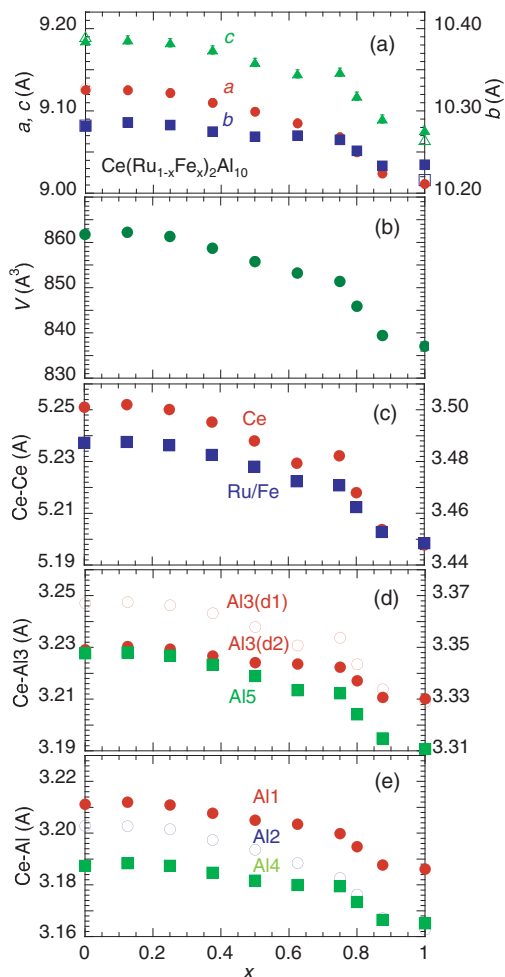 9.20
9.10
9.00
a, c (A)
(a)
c
a
b
Ce(Ru1-xFex)2Al10
10.40
10.30
10.20
b (A)
860
850
840
830
V (A3)
(b)
5.25
5.23
5.21
5.19
Ce-Ce (A)
(c)
Ce
Ru/Fe
3.50
3.48
3.46
3.44
3.25
3.23
3.21
3.19
Ce-Al3 (A)
(d)
Al3(d1)
Al3(d2)
Al5
3.37
3.35
3.33
3.31
3.22
3.20
3.18
3.16
Ce-Al (A)
(e)
Al1
Al2
Al4
0 0.2 0.4 0.6 0.8 1
x